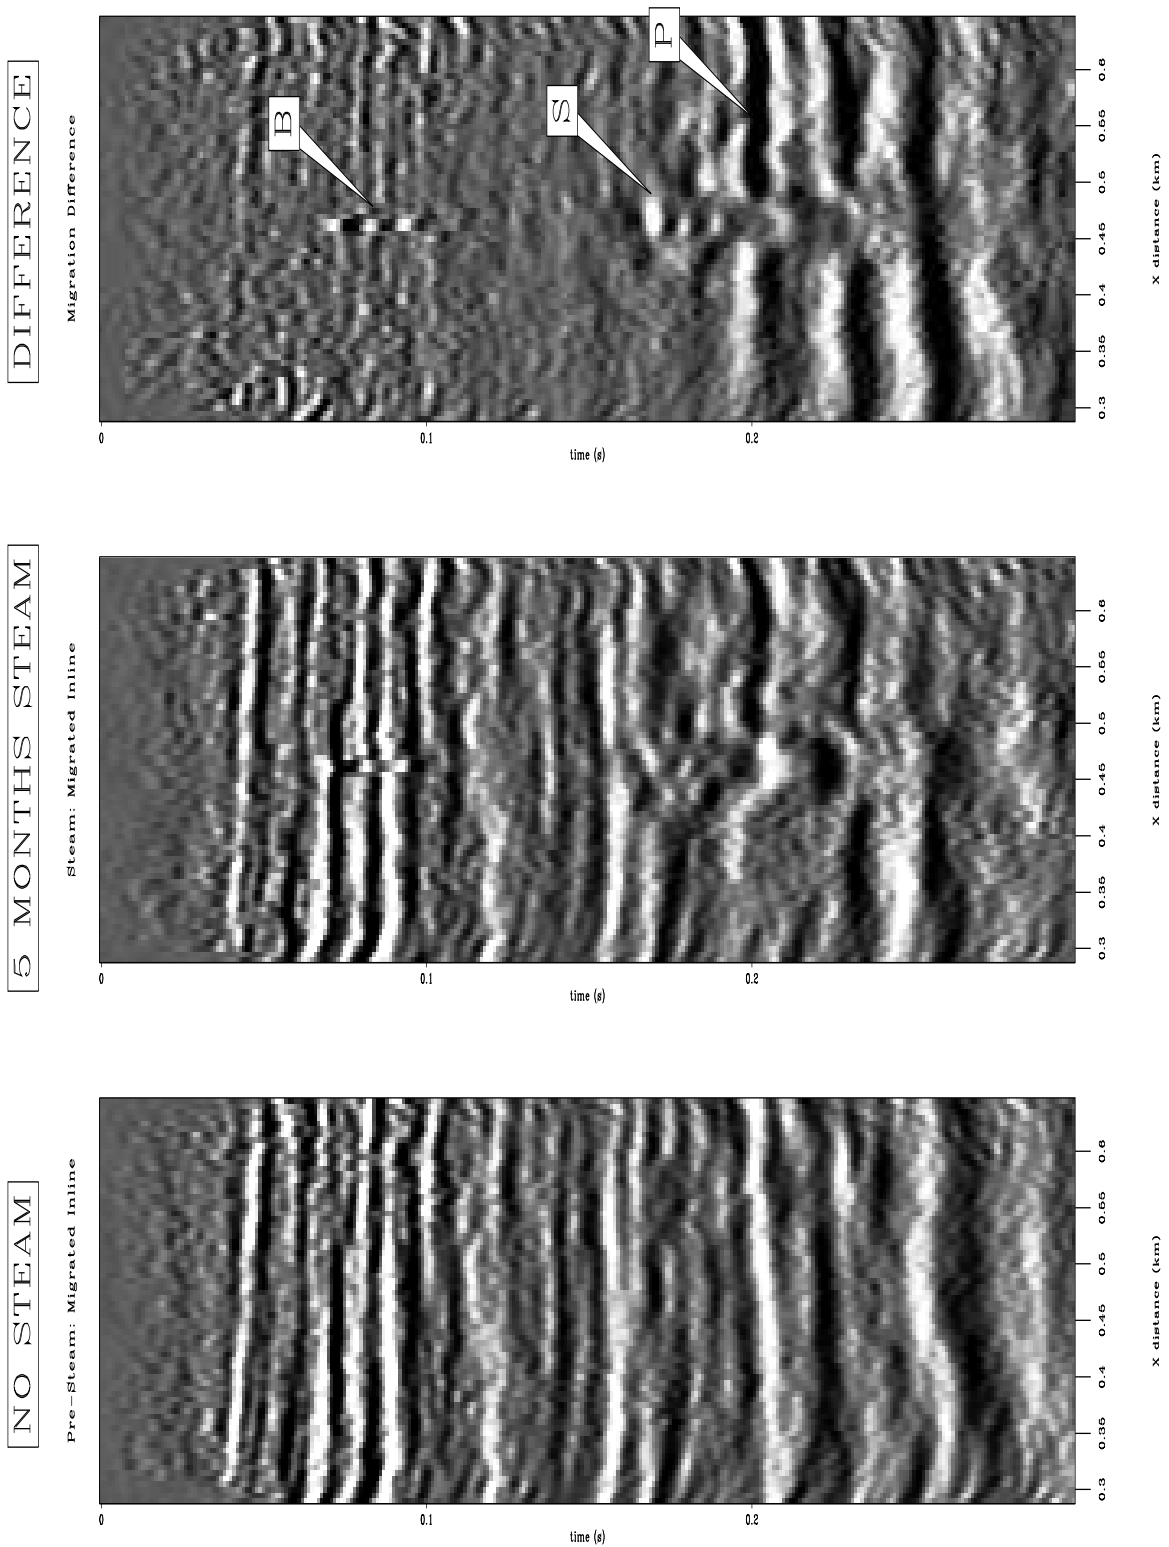 NO STEAM
Pre-Steam: Migrated Inline
0.3 0.35 0.4 0.45 0.5 0.55 0.6
X distance (km)
0
0.1
0.2
time (s)
5 MONTHS STEAM
Steam: Migrated Inline
0.3 0.35 0.4 0.45 0.5 0.55 0.6
X distance (km)
0
0.1
0.2
time (s)
DIFFERENCE
Migration Difference
0.3 0.35 0.4 0.45 0.5 0.55 0.6
X distance (km)
0
0.1
0.2
time (s)
B
S
P